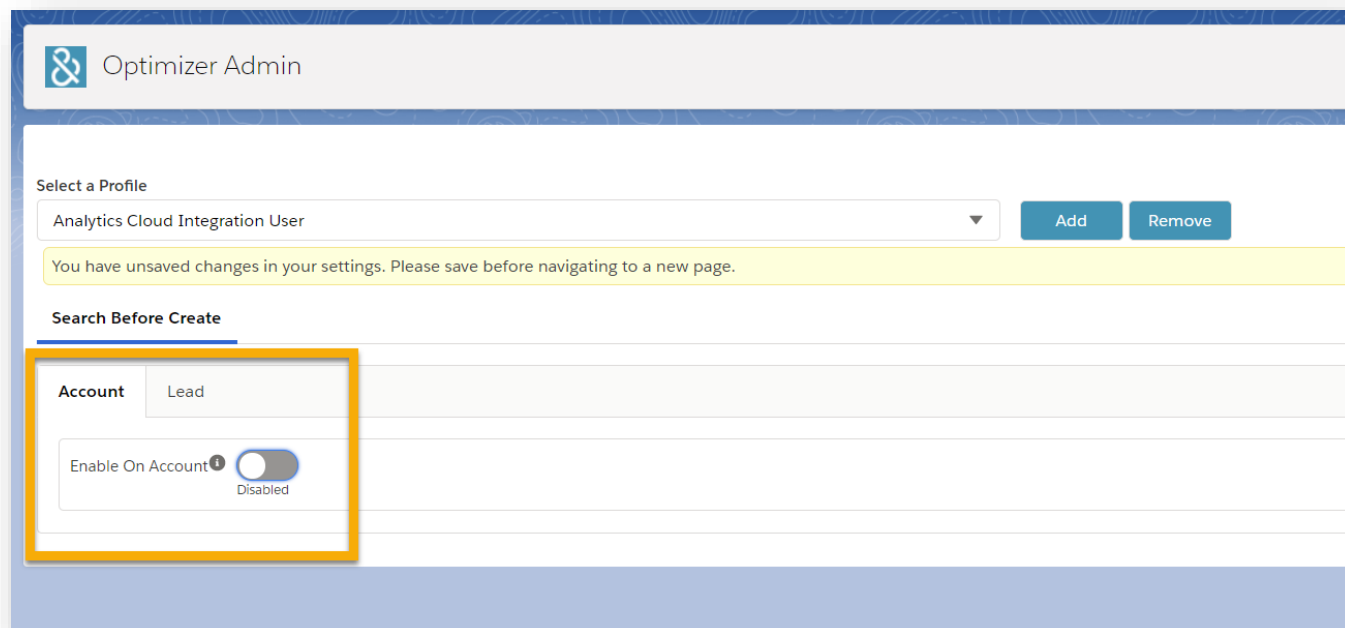 &
Optimizer Admin
Select a Profile
Analytics Cloud Integration User
Add
Remove
You have unsaved changes in your settings. Please save before navigating to a new page.
Search Before Create
Account
Lead
Enable On Account
Disabled